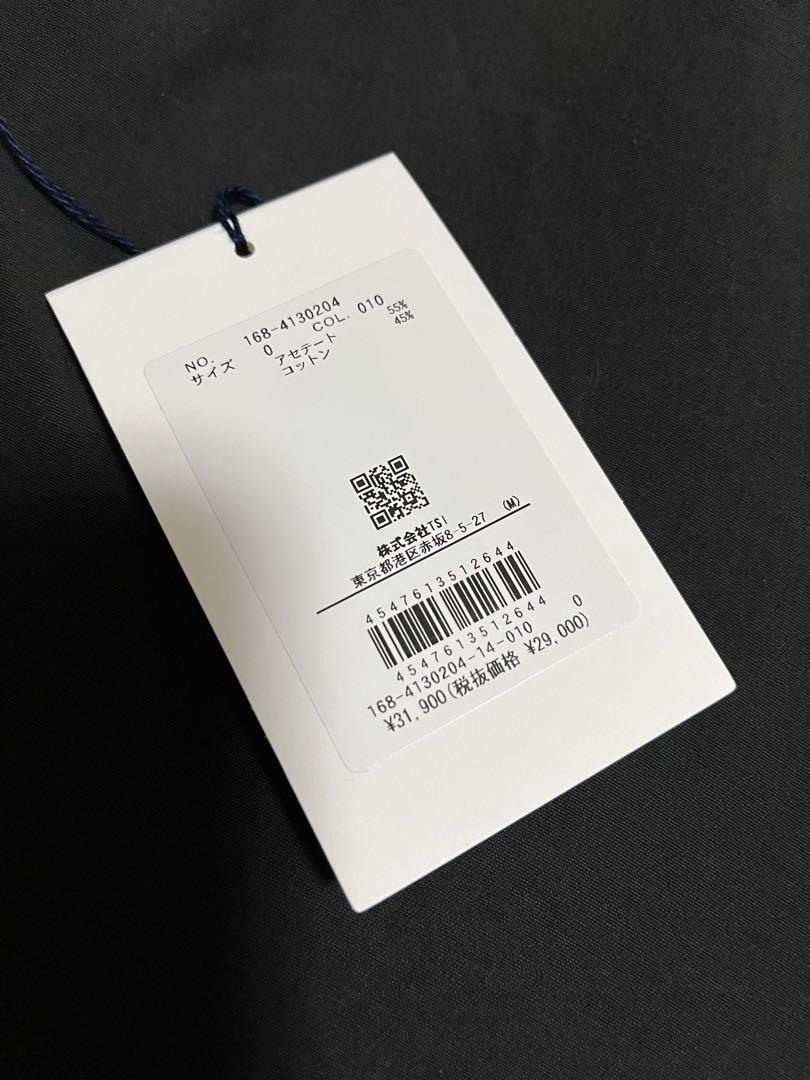 NO. 168-4130204
サイズ 0 COL. 010
アセテート 55%
コットン 45%
株式会社TSI
東京都港区赤坂8-5-27 (M)
4547613512644
4547613512644
168-4130204-14-010 0
¥31,900(税抜価格 ¥29,000)